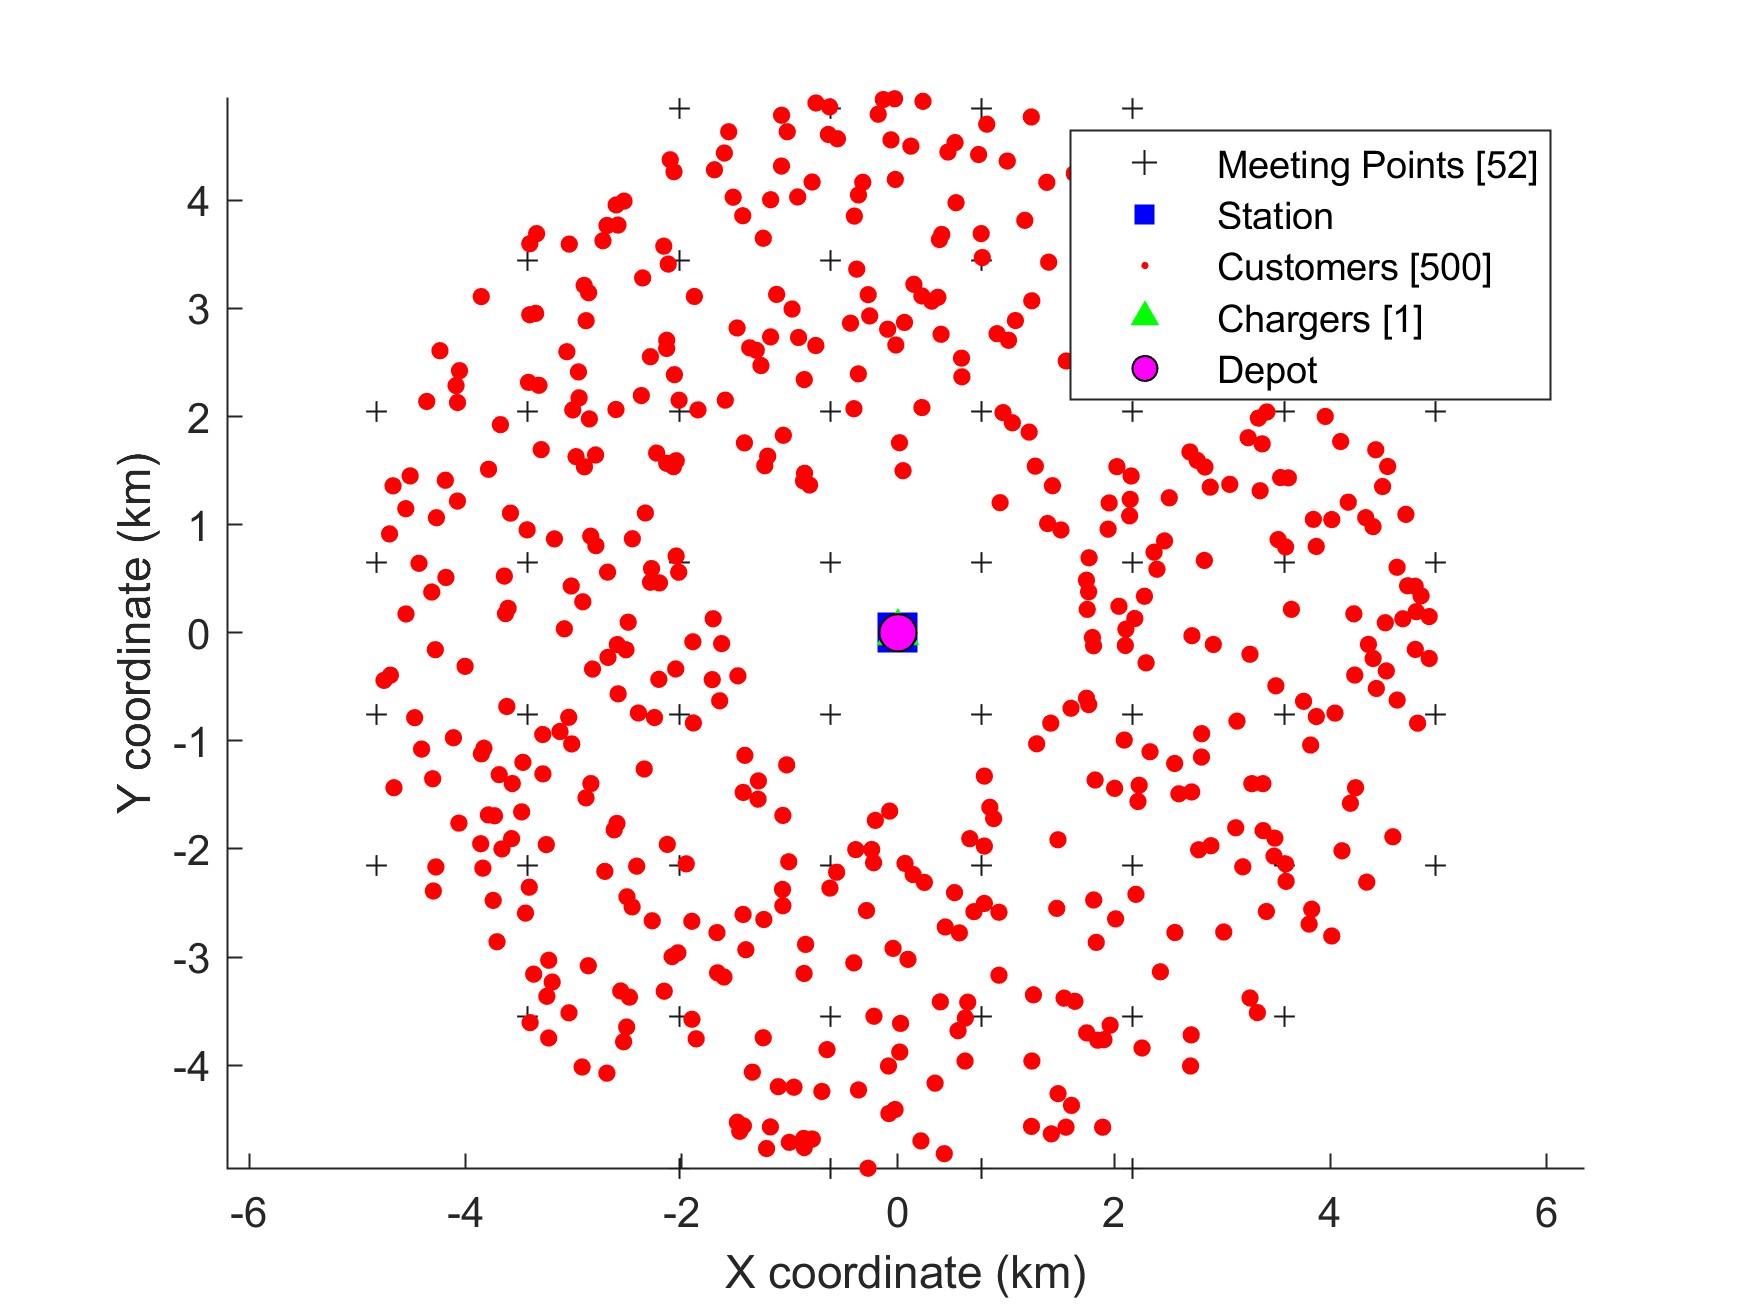 4
3
2
1
0
-1
-2
-3
-4
Y coordinate (km)
Meeting Points [52]
Station
Customers [500]
Chargers [1]
Depot
-6 -4 -2 0 2 4 6
X coordinate (km)